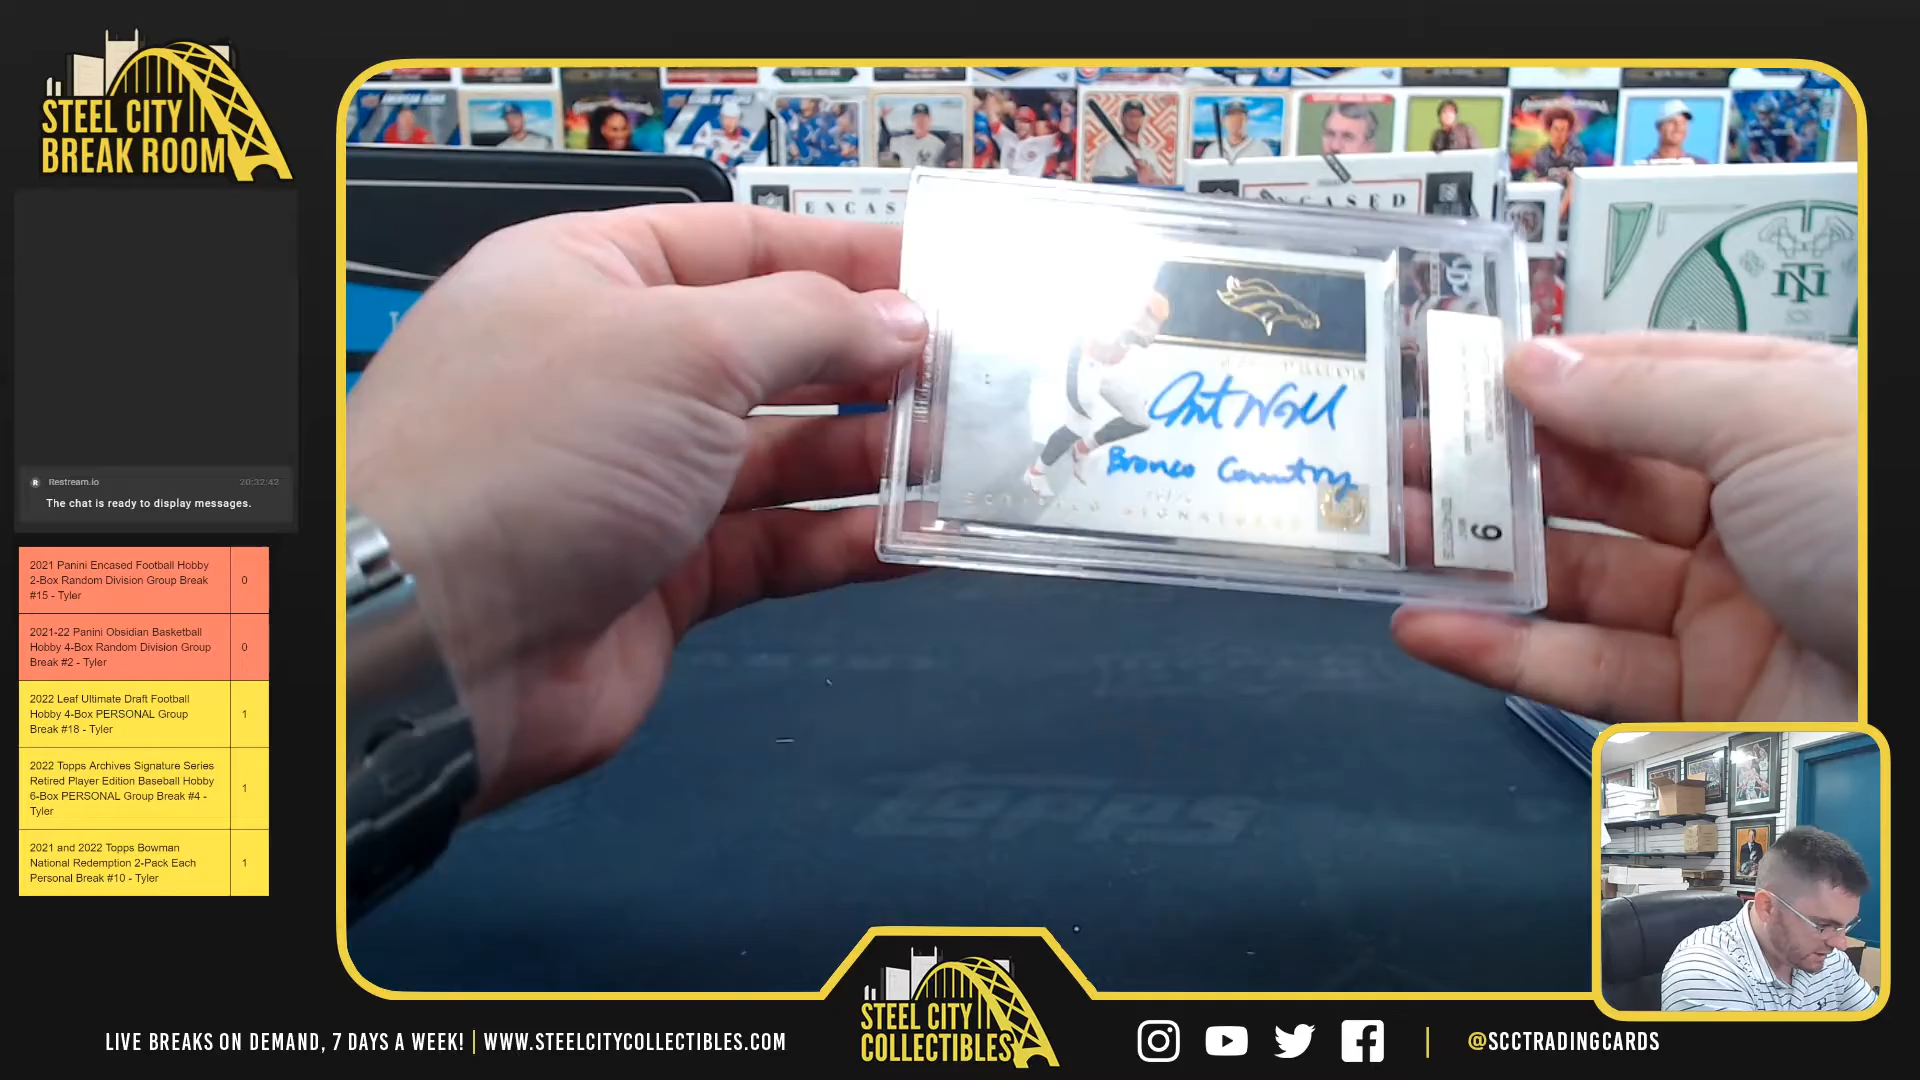 STEEL CITY
BREAK ROOM
Restream.io 20:32:42
The chat is ready to display messages.
2021 Panini Encased Football Hobby
2-Box Random Division Group Break
#15 - Tyler
0
2021-22 Panini Obsidian Basketball
Hobby 4-Box Random Division Group
Break #2 - Tyler
0
2022 Leaf Ultimate Draft Football
Hobby 4-Box PERSONAL Group
Break #18 - Tyler
1
2022 Topps Archives Signature Series
Retired Player Edition Baseball Hobby
6-Box PERSONAL Group Break #4 -
Tyler
1
2021 and 2022 Topps Bowman
National Redemption 2-Pack Each
Personal Break #10 - Tyler
1
ENCAS
CASED
NT
Bronco Country
9
TOPPS
STEEL CITY
COLLECTIBLES
LIVE BREAKS ON DEMAND, 7 DAYS A WEEK! | WWW.STEELCITYCOLLECTIBLES.COM
@SCCTRADINGCARDS